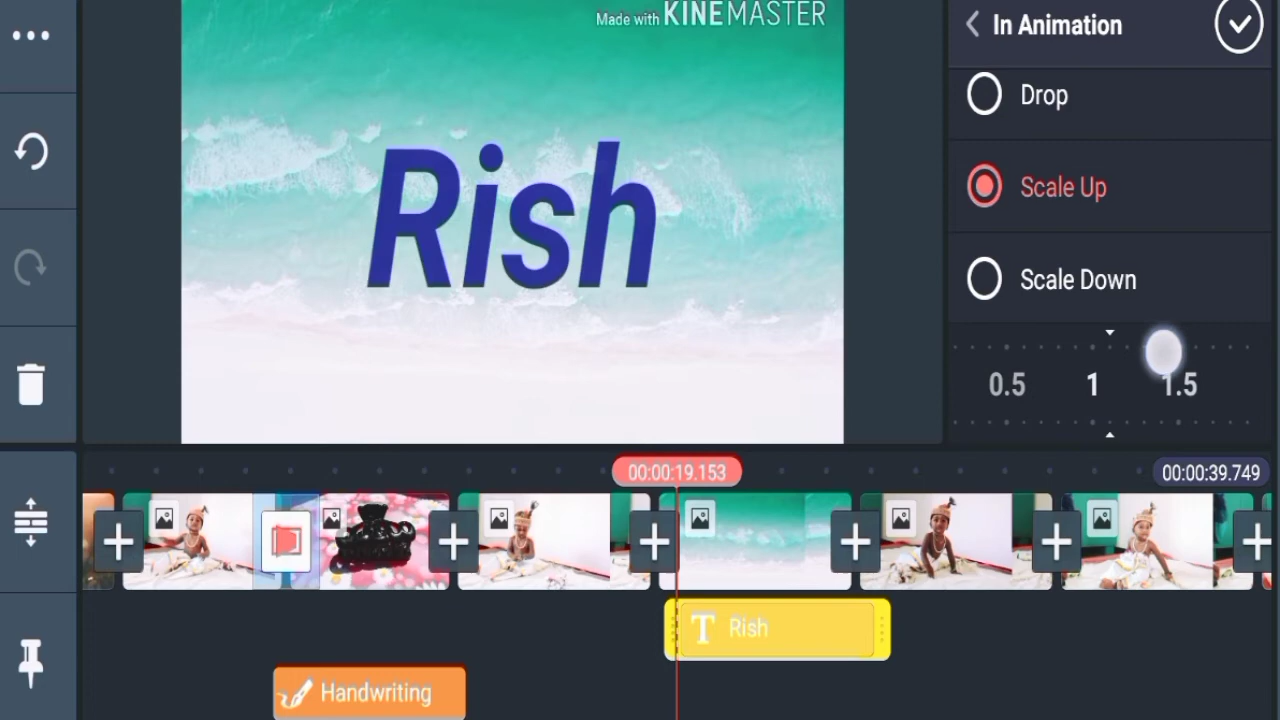 Made with KINEMASTER
In Animation
Drop
Rish
Scale Up
Scale Down
0.5 1 1.5
00:00:19.153
00:00:39.749
T Rish
Handwriting